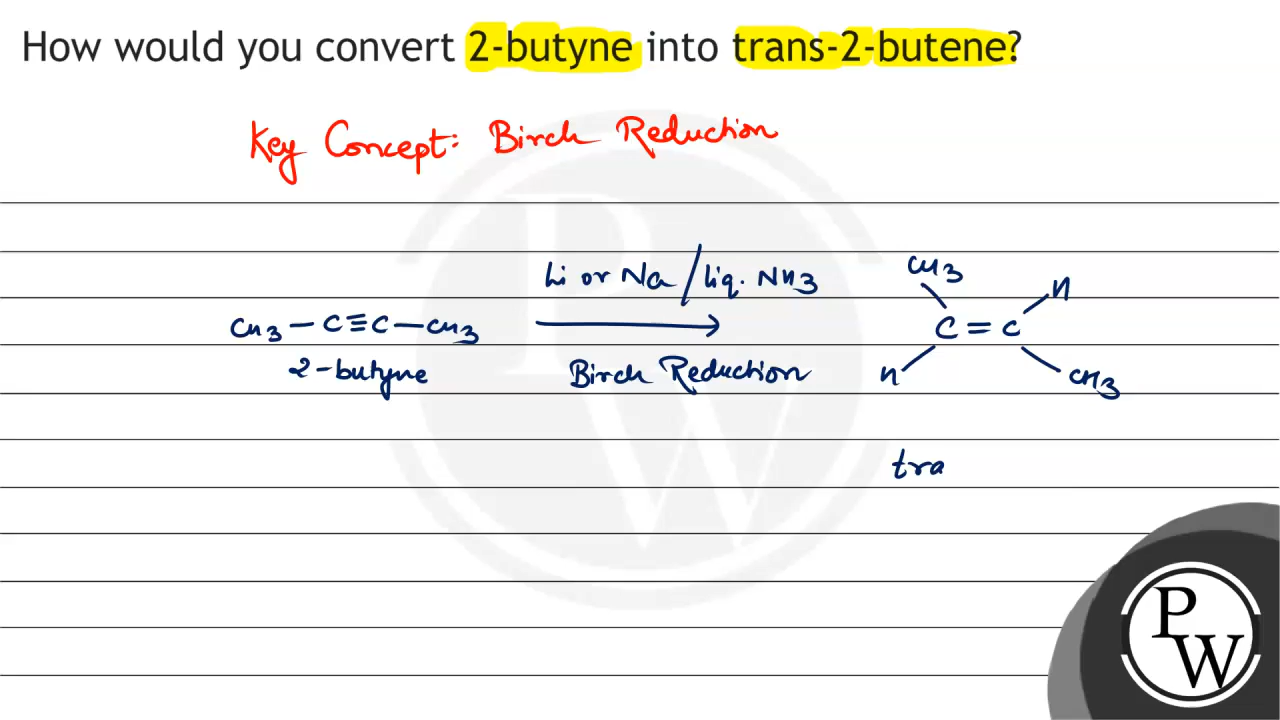 How would you convert 2-butyne into trans-2-butene?
Key Concept: Birch Reduction
CH3 – C≡C – CH3
2-butyne
Li or Na / liq. NH3
Birch Reduction
CH3 H
C = C
H CH3
tra
P
W